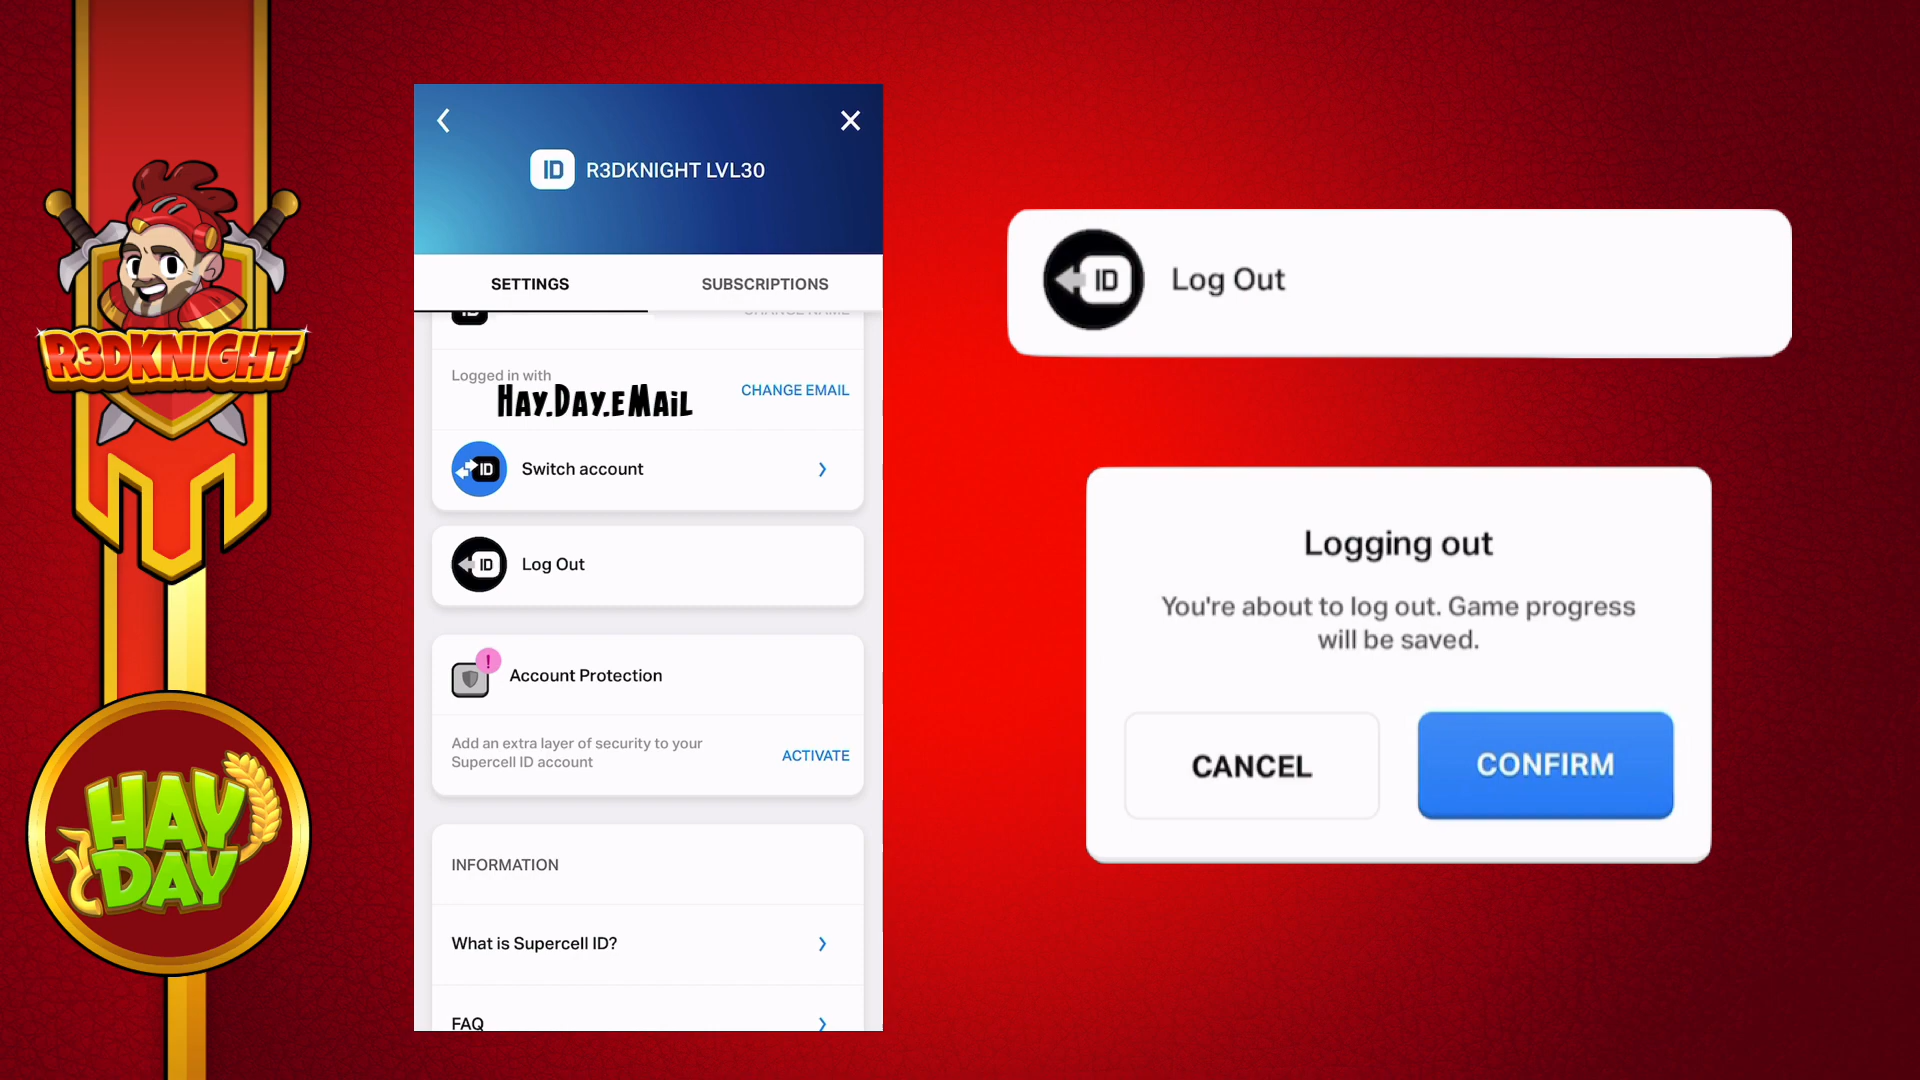 R3DKNIGHT
HAY
DAY
ID R3DKNIGHT LVL30
SETTINGS
SUBSCRIPTIONS
ID
CHANGE NAME
Logged in with
Hay.Day.eMail
CHANGE EMAIL
ID Switch account
ID Log Out
! Account Protection
Add an extra layer of security to your
Supercell ID account
ACTIVATE
INFORMATION
What is Supercell ID?
FAQ
ID Log Out
Logging out
You're about to log out. Game progress
will be saved.
CANCEL
CONFIRM